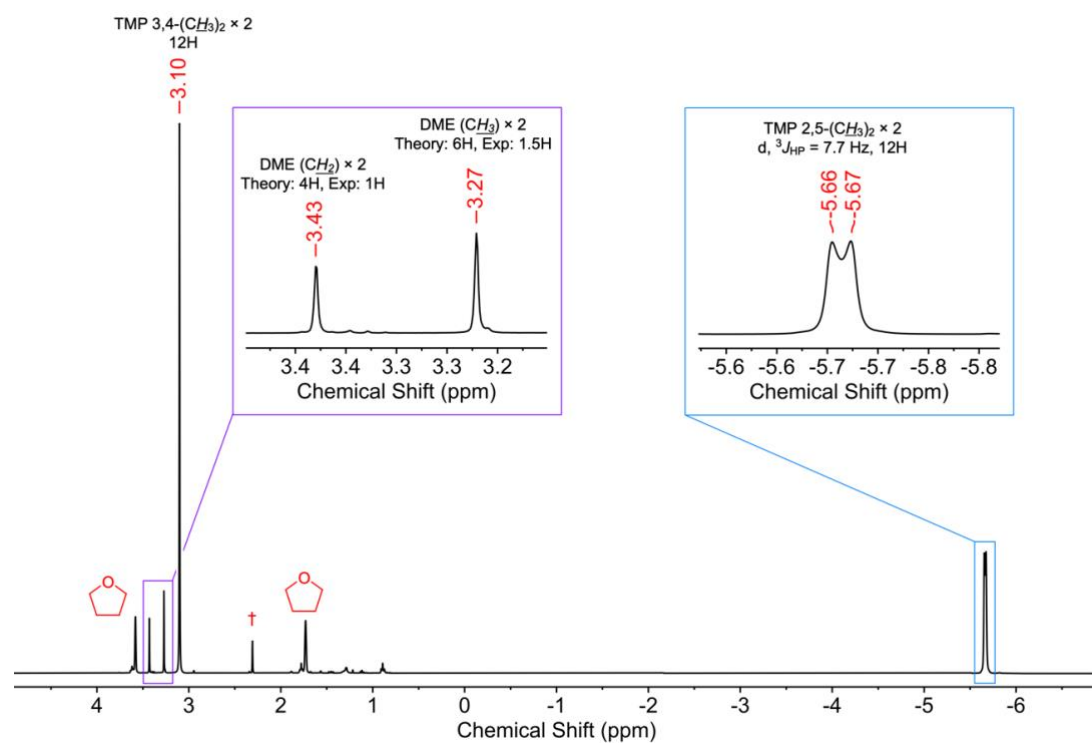 TMP 3,4-(CH3)2 × 2
12H
3.10
DME (CH2) × 2
Theory: 4H, Exp: 1H
3.43
DME (CH3) × 2
Theory: 6H, Exp: 1.5H
3.27
3.4 3.4 3.3 3.3 3.2
Chemical Shift (ppm)
TMP 2,5-(CH3)2 × 2
d, 3JHP = 7.7 Hz, 12H
-5.66
-5.67
-5.6 -5.6 -5.7 -5.7 -5.8 -5.8
Chemical Shift (ppm)
O
†
O
4 3 2 1 0 -1 -2 -3 -4 -5 -6
Chemical Shift (ppm)